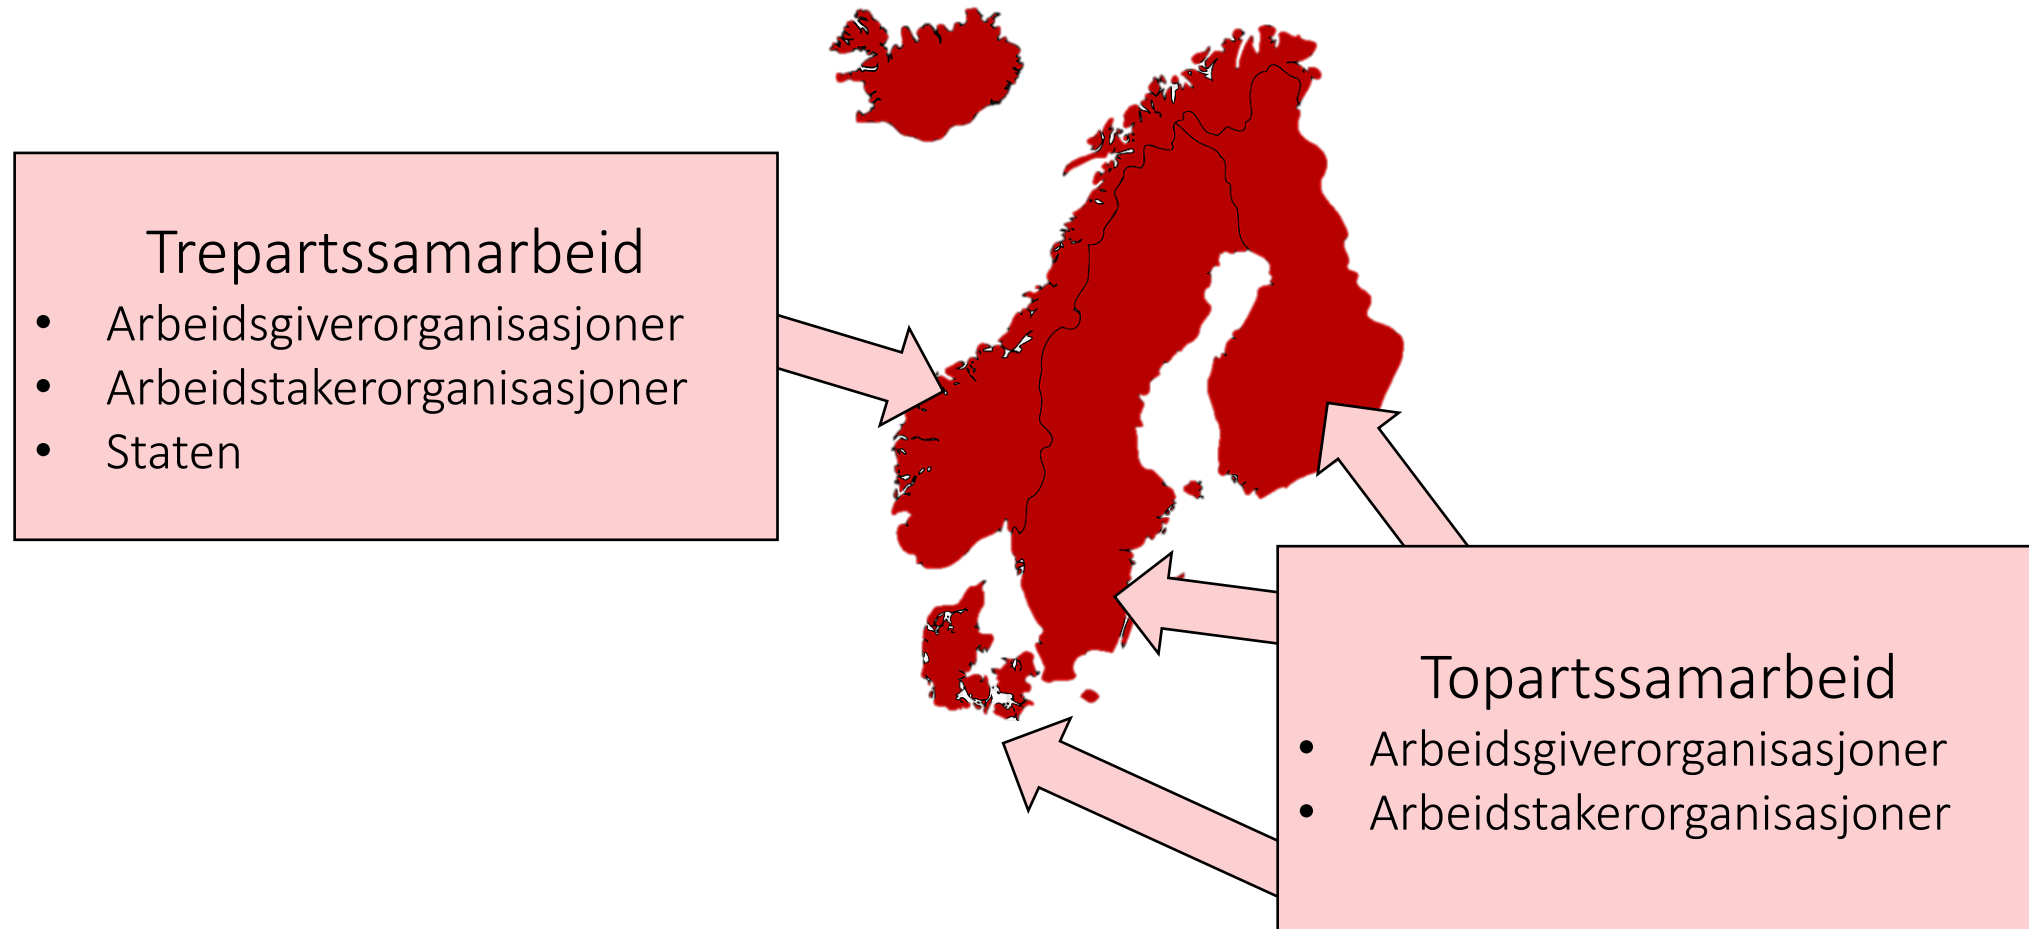 Trepartssamarbeid
• Arbeidsgiverorganisasjoner
• Arbeidstakerorganisasjoner
• Staten
Topartssamarbeid
• Arbeidsgiverorganisasjoner
• Arbeidstakerorganisasjoner